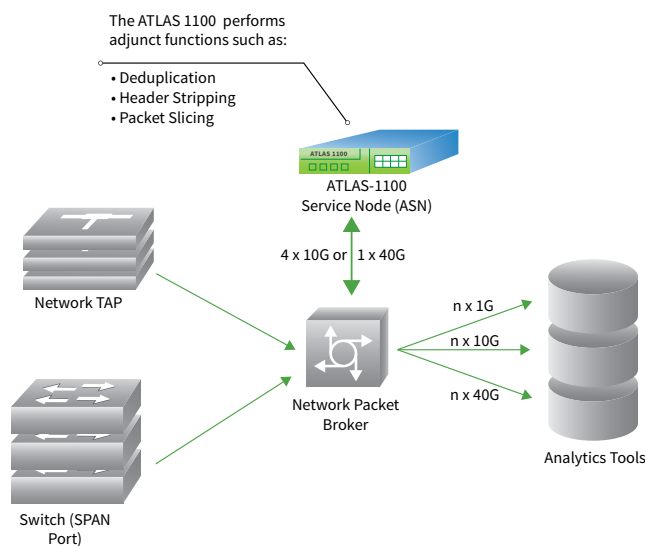 The ATLAS 1100 performs
adjunct functions such as:
• Deduplication
• Header Stripping
• Packet Slicing
ATLAS 1100
ATLAS-1100
Service Node (ASN)
4 x 10G or 1 x 40G
Network TAP
n x 1G
n x 10G
n x 40G
Network Packet
Broker
Analytics Tools
Switch (SPAN
Port)